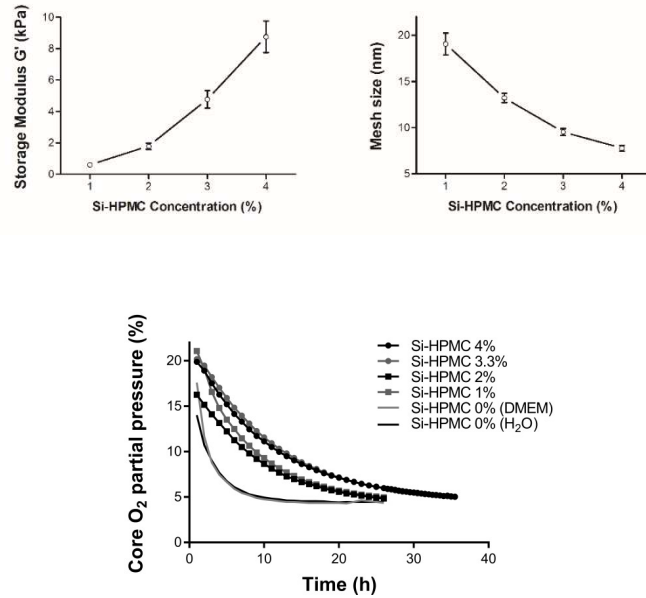 Storage Modulus G' (kPa)
10
8
6
4
2
0
1 2 3 4
Si-HPMC Concentration (%)
Mesh size (nm)
20
15
10
5
1 2 3 4
Si-HPMC Concentration (%)
Core O₂ partial pressure (%)
20
15
10
5
0
0 10 20 30 40
Time (h)
Si-HPMC 4%
Si-HPMC 3.3%
Si-HPMC 2%
Si-HPMC 1%
Si-HPMC 0% (DMEM)
Si-HPMC 0% (H₂O)